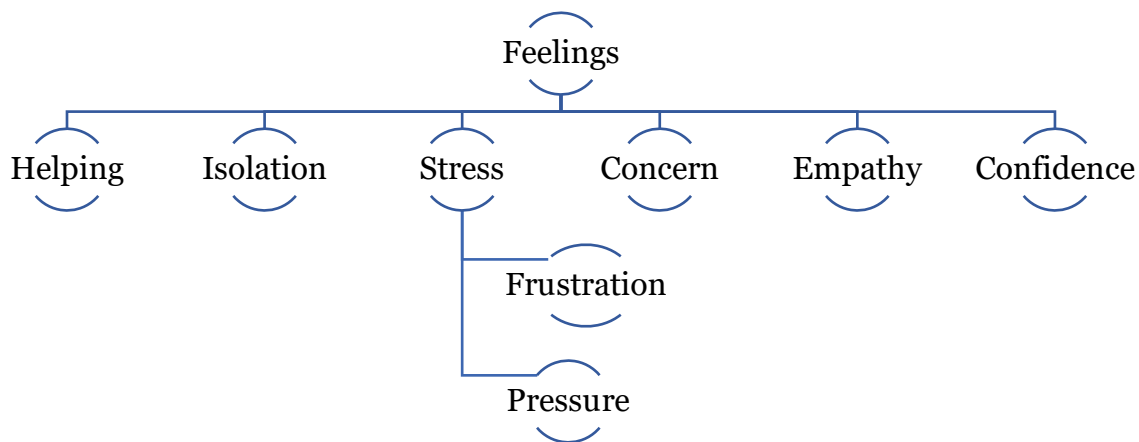 Feelings
Helping
Isolation
Stress
Concern
Empathy
Confidence
Frustration
Pressure